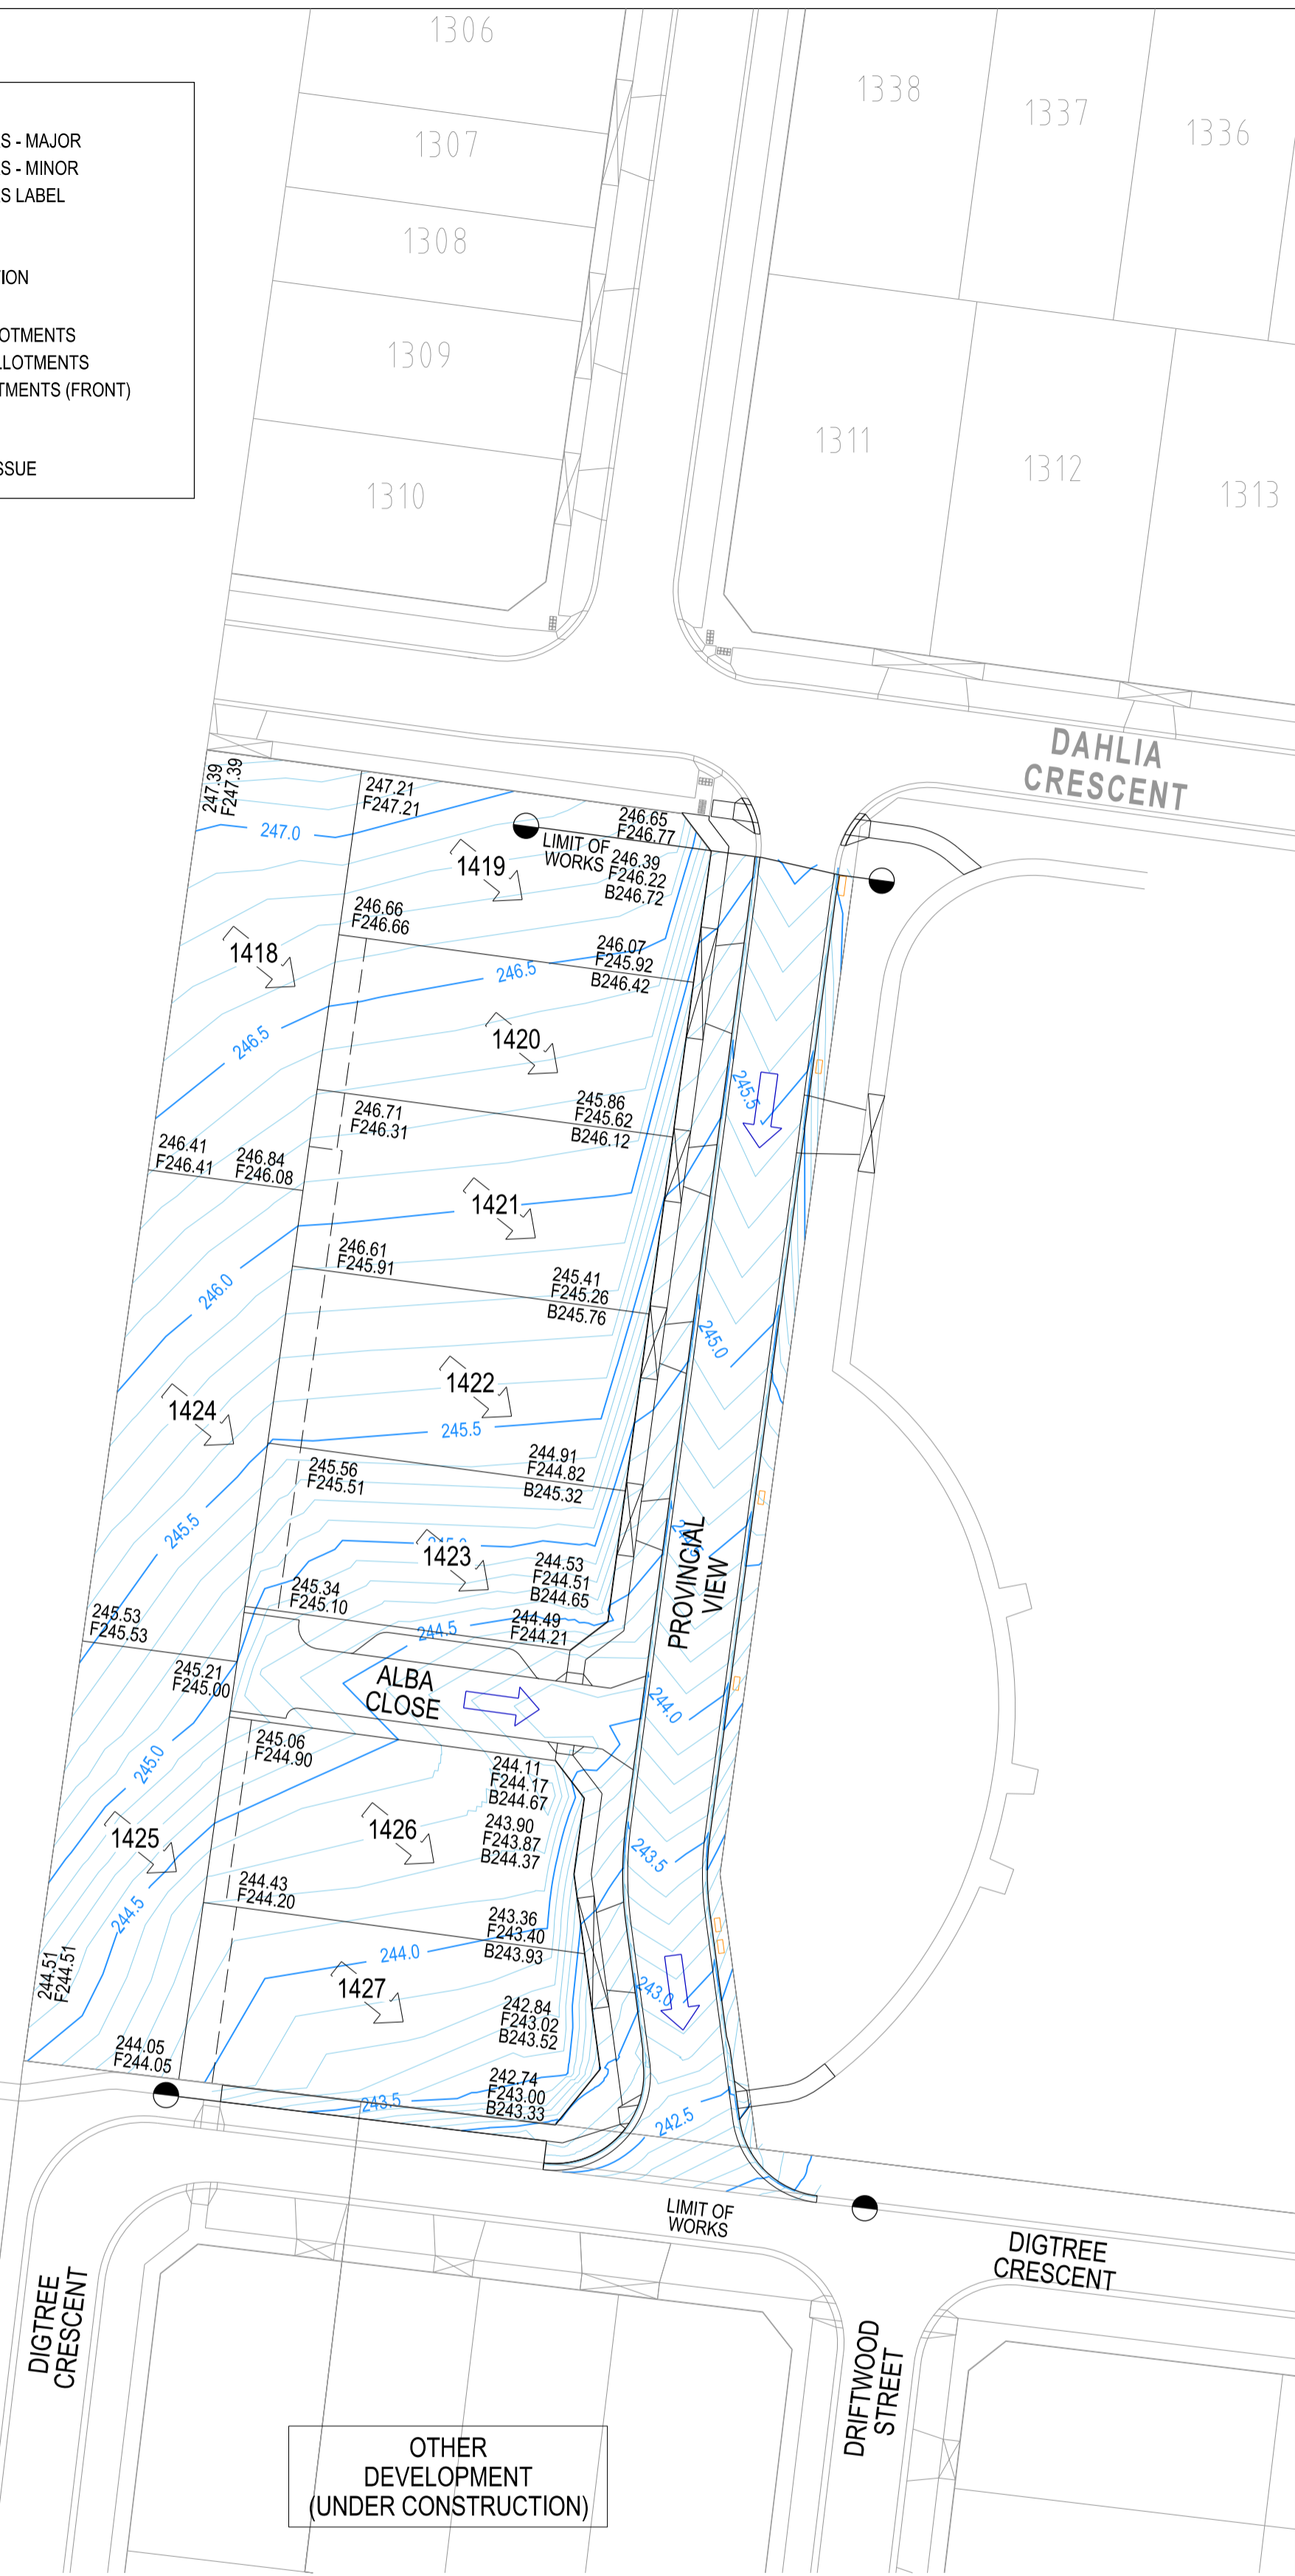 S - MAJOR
S - MINOR
S LABEL
TION
OTMENTS
LLOTMENTS
TMENTS (FRONT)
SSUE
1306
1307
1308
1309
1310
1338
1337
1336
1311
1312
1313
DAHLIA
CRESCENT
247.39
F247.39
247.21
F247.21
247.0
246.65
F246.77
LIMIT OF
WORKS
246.39
F246.22
B246.72
1419
246.66
F246.66
246.07
F245.92
B246.42
1418
246.5
246.5
1420
245.5
246.71
F246.31
245.86
F245.62
B246.12
246.41
F246.41
246.84
F246.08
1421
246.61
F245.91
245.41
F245.26
B245.76
246.0
245.0
1422
1424
245.5
244.91
F244.82
B245.32
245.56
F245.51
245.5
1423
244.53
F244.51
B244.65
245.34
F245.10
PROVINCIAL
VIEW
245.53
F245.53
244.49
F244.21
244.5
245.21
F245.00
ALBA
CLOSE
244.0
245.06
F244.90
245.0
244.11
F244.17
B244.67
1425
1426
243.90
F243.87
B244.37
243.5
244.43
F244.20
244.5
243.36
F243.40
B243.93
244.0
244.51
F244.51
1427
243.0
242.84
F243.02
B243.52
244.05
F244.05
242.74
F243.00
B243.33
243.5
242.5
LIMIT OF
WORKS
DIGTREE
CRESCENT
DIGTREE
CRESCENT
DRIFTWOOD
STREET
OTHER
DEVELOPMENT
(UNDER CONSTRUCTION)